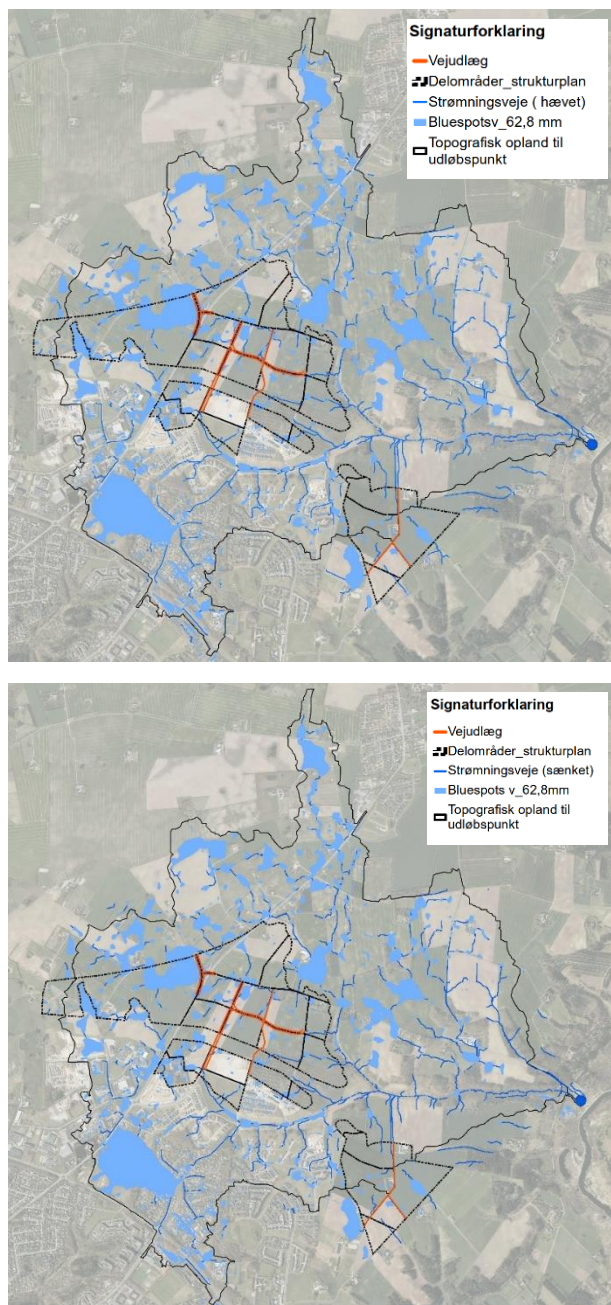 Signaturforklaring
Vejudlæg
Delområder_strukturplan
Strømningsveje ( hævet)
Bluespotsv_62,8 mm
Topografisk opland til
udløbspunkt
Signaturforklaring
Vejudlæg
Delområder_strukturplan
Strømningsveje (sænket)
Bluespots v_62,8mm
Topografisk opland til
udløbspunkt